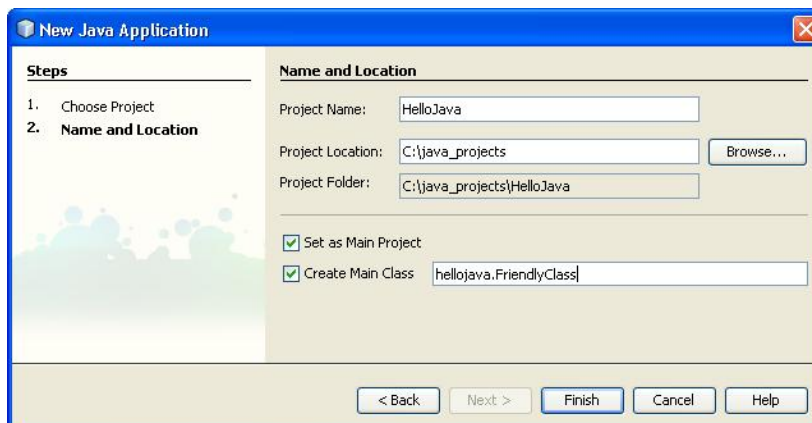 New Java Application
Steps
1. Choose Project
2. Name and Location
Name and Location
Project Name: HelloJava
Project Location: C:\java_projects Browse...
Project Folder: C:\java_projects\HelloJava
Set as Main Project
Create Main Class hellojava.FriendlyClass
< Back Next > Finish Cancel Help